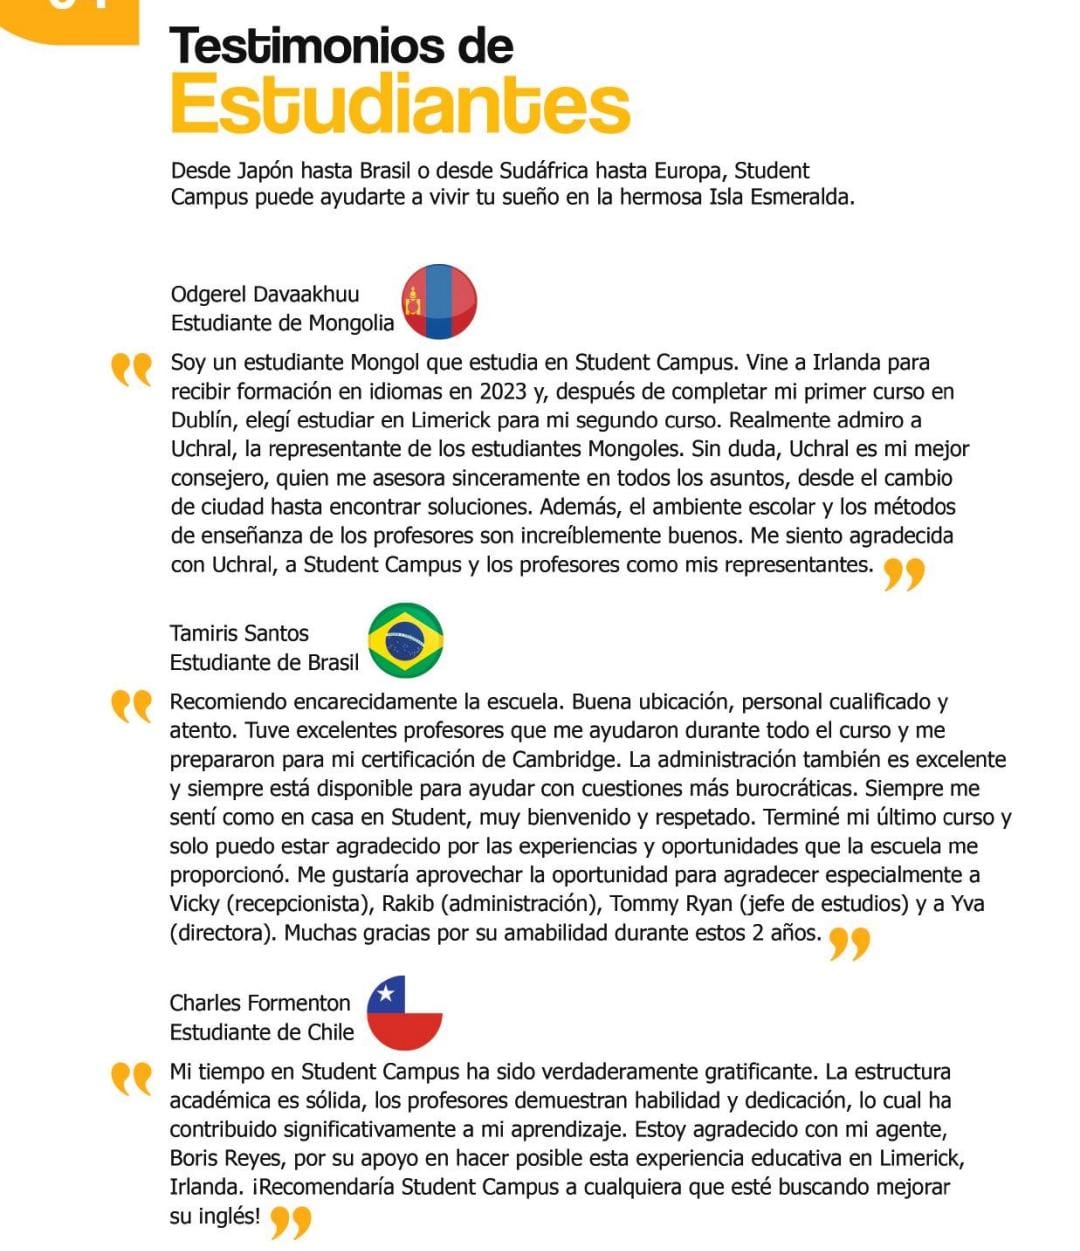 Testimonios de
Estudiantes
Desde Japón hasta Brasil o desde Sudáfrica hasta Europa, Student
Campus puede ayudarte a vivir tu sueño en la hermosa Isla Esmeralda.
Odgerel Davaakhuu
Estudiante de Mongolia
“ Soy un estudiante Mongol que estudia en Student Campus. Vine a Irlanda para
recibir formación en idiomas en 2023 y, después de completar mi primer curso en
Dublín, elegí estudiar en Limerick para mi segundo curso. Realmente admiro a
Uchral, la representante de los estudiantes Mongoles. Sin duda, Uchral es mi mejor
consejero, quien me asesora sinceramente en todos los asuntos, desde el cambio
de ciudad hasta encontrar soluciones. Además, el ambiente escolar y los métodos
de enseñanza de los profesores son increíblemente buenos. Me siento agradecida
con Uchral, a Student Campus y los profesores como mis representantes. ”
Tamiris Santos
Estudiante de Brasil
“ Recomiendo encarecidamente la escuela. Buena ubicación, personal cualificado y
atento. Tuve excelentes profesores que me ayudaron durante todo el curso y me
prepararon para mi certificación de Cambridge. La administración también es excelente
y siempre está disponible para ayudar con cuestiones más burocráticas. Siempre me
sentí como en casa en Student, muy bienvenido y respetado. Terminé mi último curso y
solo puedo estar agradecido por las experiencias y oportunidades que la escuela me
proporcionó. Me gustaría aprovechar la oportunidad para agradecer especialmente a
Vicky (recepcionista), Rakib (administración), Tommy Ryan (jefe de estudios) y a Yva
(directora). Muchas gracias por su amabilidad durante estos 2 años. ”
Charles Formenton
Estudiante de Chile
“ Mi tiempo en Student Campus ha sido verdaderamente gratificante. La estructura
académica es sólida, los profesores demuestran habilidad y dedicación, lo cual ha
contribuido significativamente a mi aprendizaje. Estoy agradecido con mi agente,
Boris Reyes, por su apoyo en hacer posible esta experiencia educativa en Limerick,
Irlanda. ¡Recomendaría Student Campus a cualquiera que esté buscando mejorar
su inglés! ”